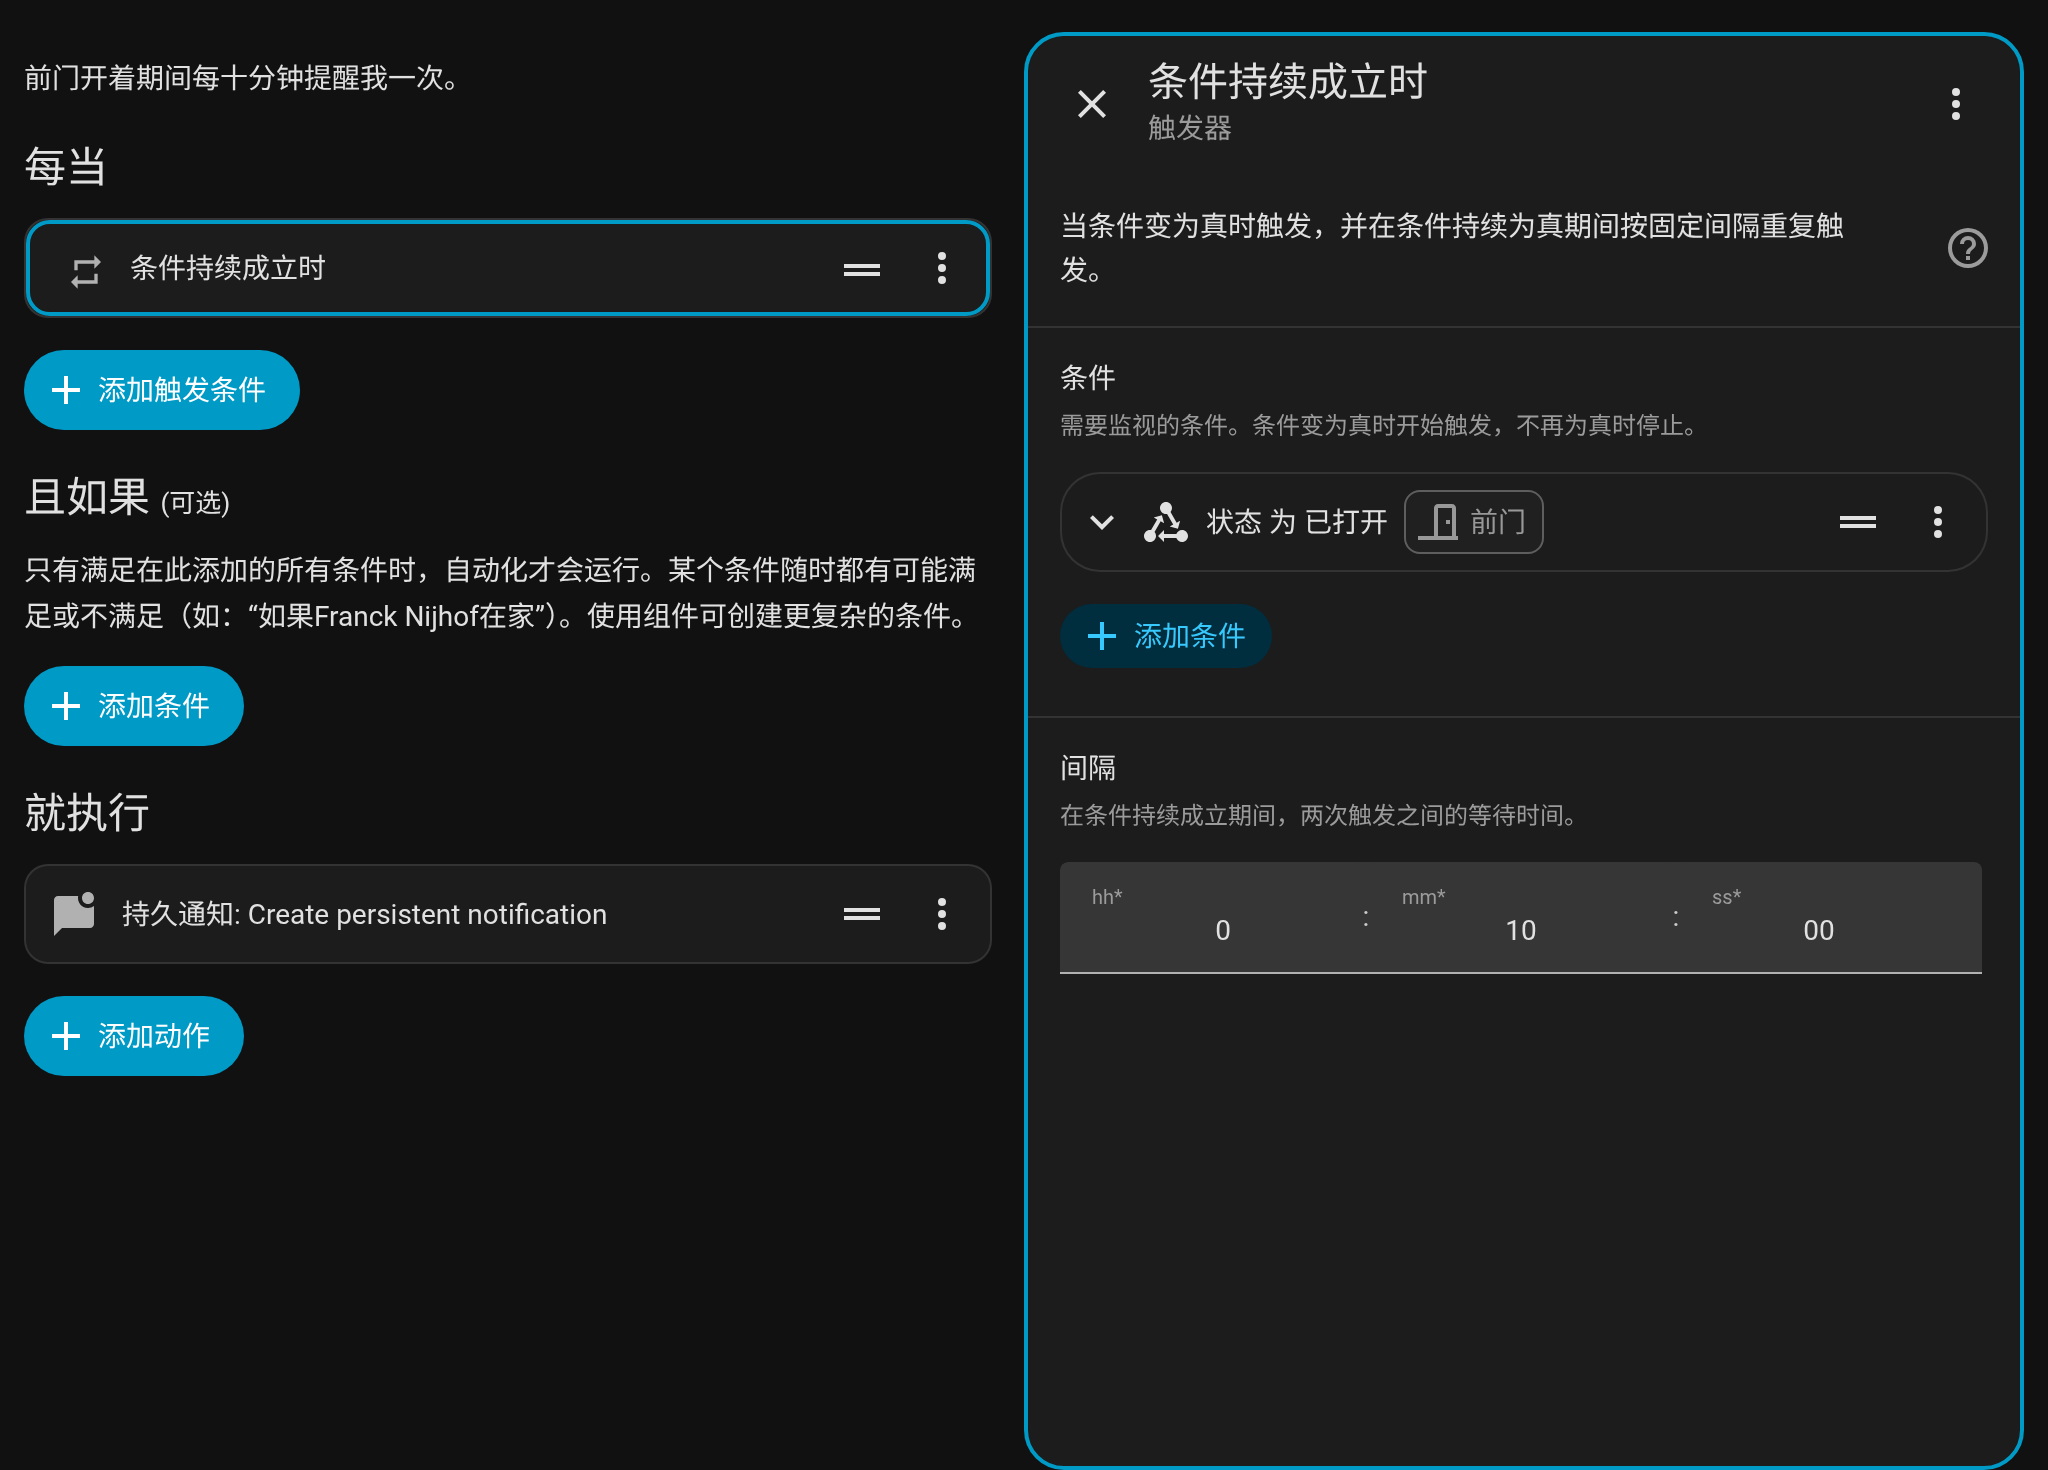 前门开着期间每十分钟提醒我一次。
每当
条件持续成立时
添加触发条件
且如果 (可选)
只有满足在此添加的所有条件时，自动化才会运行。某个条件随时都有可能满
足或不满足（如：“如果Franck Nijhof在家”）。使用组件可创建更复杂的条件。
添加条件
就执行
持久通知: Create persistent notification
添加动作
条件持续成立时
触发器
当条件变为真时触发，并在条件持续为真期间按固定间隔重复触
发。
条件
需要监视的条件。条件变为真时开始触发，不再为真时停止。
状态 为 已打开 前门
添加条件
间隔
在条件持续成立期间，两次触发之间的等待时间。
hh* mm* ss*
0 : 10 : 00